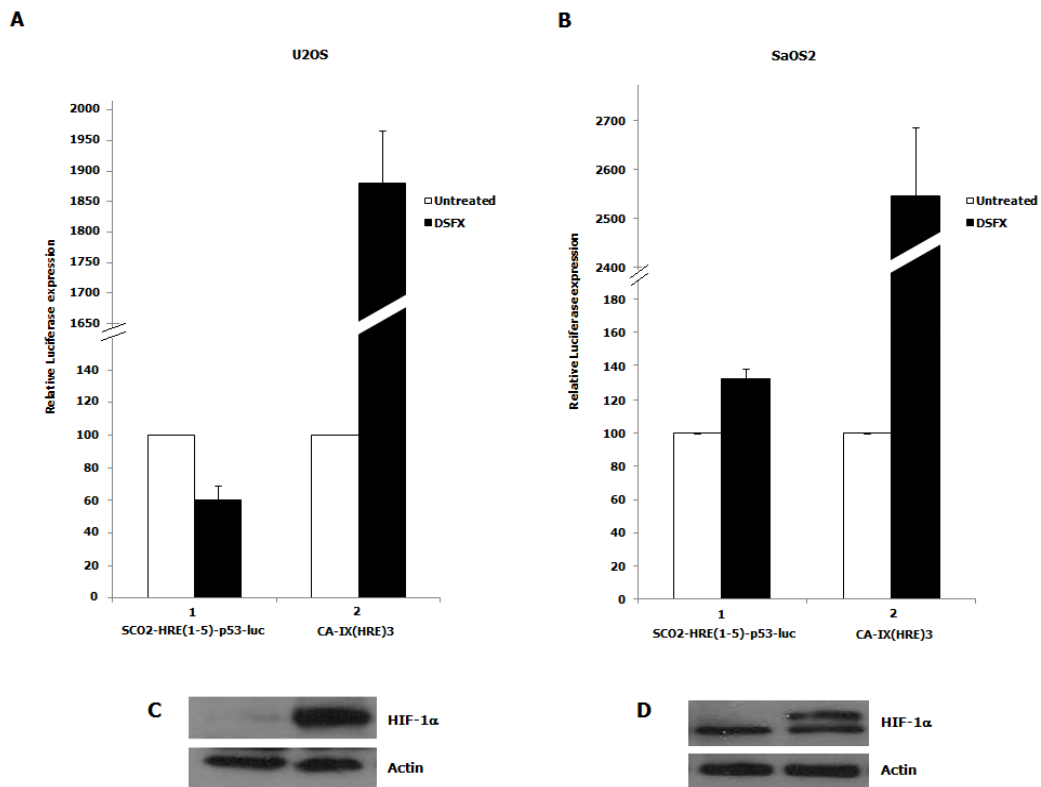 A
U2OS
Relative Luciferase expression
2000
1950
1900
1850
1800
1750
1700
1650
140
120
100
80
60
40
20
0
Untreated
DSFX
1
2
SCO2-HRE(1-5)-p53-luc
CA-IX(HRE)3
B
SaOS2
Relative Luciferase expression
2700
2600
2500
2400
180
160
140
120
100
80
60
40
20
0
Untreated
DSFX
1
2
SCO2-HRE(1-5)-p53-luc
CA-IX(HRE)3
C
HIF-1α
Actin
D
HIF-1α
Actin